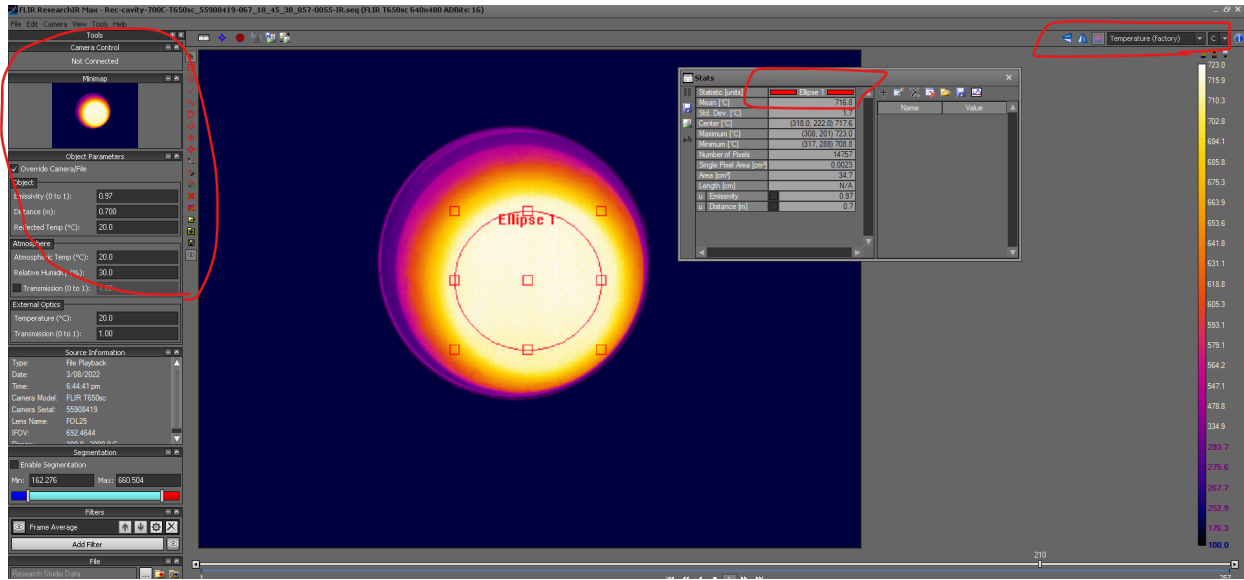 FLIR ResearchIR Max - Rec-cavity-700C-T650sc_55908419-067_18_45_38_057-0055-IR.seq (FLIR T650sc 640x480 ADBits: 16)
File Edit Camera View Tools Help
Tools
Temperature (factory) C
Camera Control
Not Connected
Minimap
Object Parameters
Override Camera/File
Object
Emissivity (0 to 1): 0.97
Distance (m): 0.700
Reflected Temp (°C): 20.0
Atmosphere
Atmospheric Temp (°C): 20.0
Relative Humidity (%): 30.0
Transmission (0 to 1): 1.00
External Optics
Temperature (°C): 20.0
Transmission (0 to 1): 1.00
Source Information
Type: File Playback
Date: 3/08/2022
Time: 6:44:41 pm
Camera Model: FLIR T650sc
Camera Serial: 55908419
Lens Name: FOL25
IFOV: 692.4644
Segmentation
Enable Segmentation
Min: 162.276 Max: 660.504
Filters
Frame Average
Add Filter
File
Research Studio Data ...
Ellipse 1
Stats
Statistic [units] Ellipse 1
Mean [°C] 716.8
Std. Dev. [°C] 1.7
Center [°C] (318.0, 222.0) 717.6
Maximum [°C] (308, 201) 723.0
Minimum [°C] (317, 288) 708.8
Number of Pixels 14757
Single Pixel Area [cm²] 0.0023
Area [cm²] 34.7
Length [cm] N/A
u Emissivity 0.97
u Distance [m] 0.7
Name Value
723.0
715.9
710.3
702.8
694.1
685.8
675.3
663.9
653.6
641.8
631.1
618.8
605.3
593.1
579.1
564.2
547.1
478.8
334.9
293.7
275.6
267.7
252.9
176.3
100.0
210
1
257